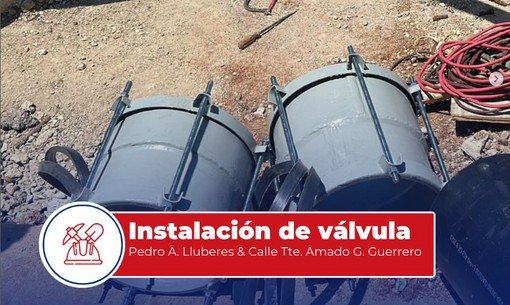 Instalación de válvula
Pedro A. Lluberes & Calle Tte. Amado G. Guerrero